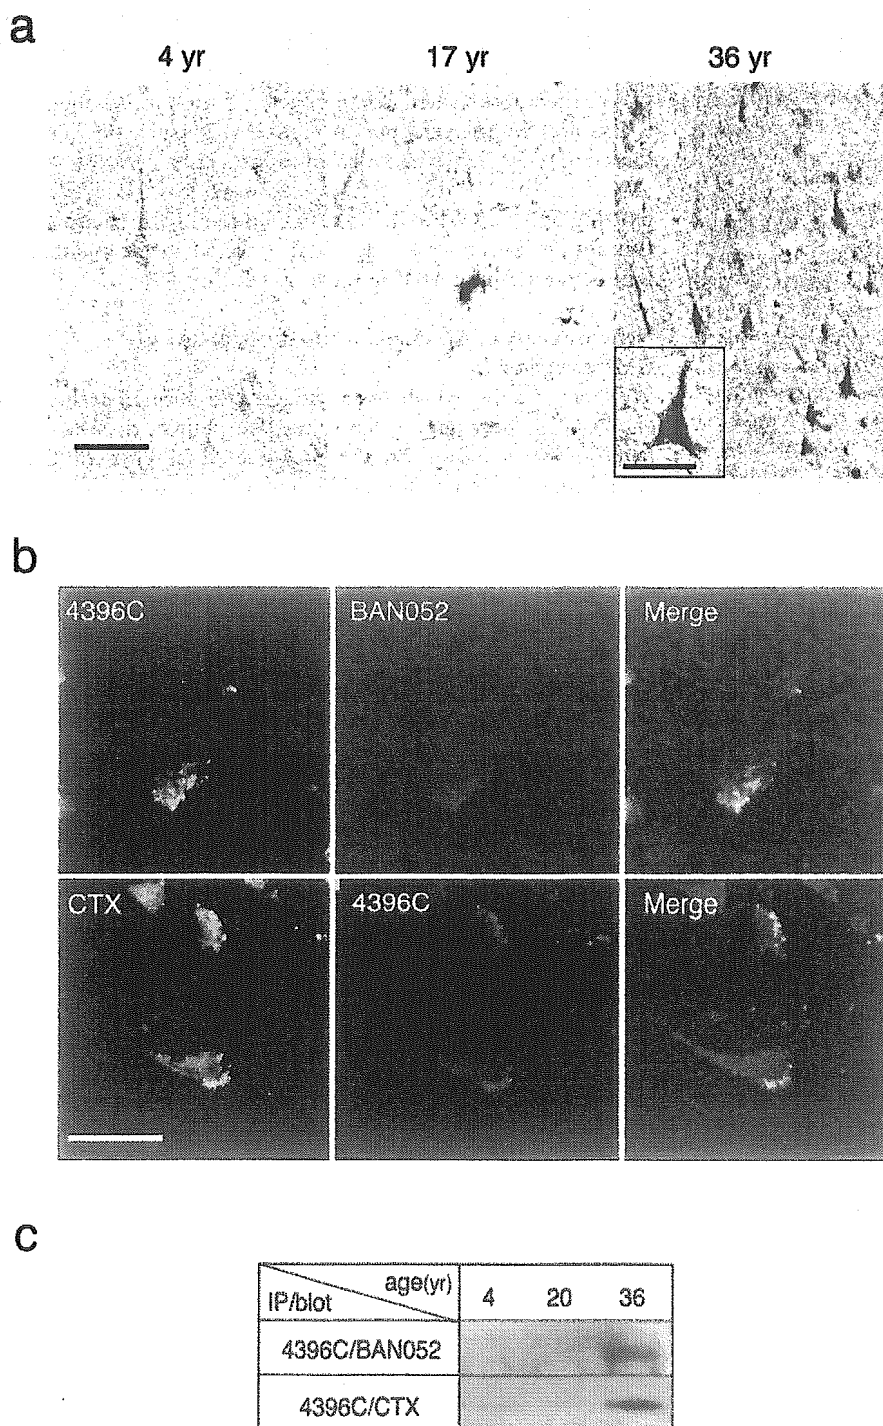 a
4 yr 17 yr 36 yr
b
4396C BAN052 Merge
CTX 4396C Merge
c
age(yr)
IP/blot 4 20 36
4396C/BAN052
4396C/CTX